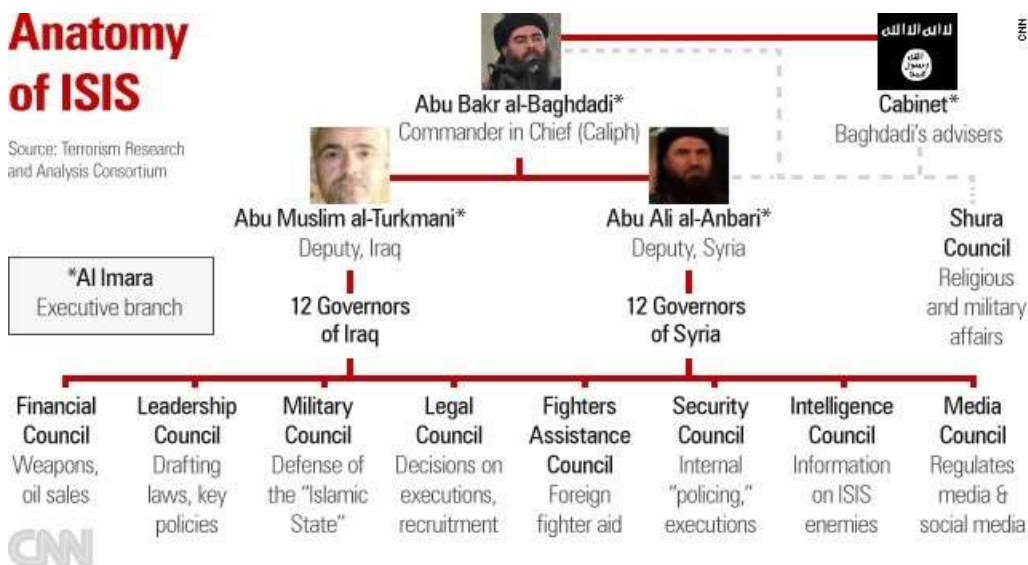 Anatomy
of ISIS
Source: Terrorism Research
and Analysis Consortium
CNN
Abu Bakr al-Baghdadi*
Commander in Chief (Caliph)
Cabinet*
Baghdadi's advisers
Abu Muslim al-Turkmani*
Deputy, Iraq
Abu Ali al-Anbari*
Deputy, Syria
Shura
Council
Religious
and military
affairs
*Al Imara
Executive branch
12 Governors
of Iraq
12 Governors
of Syria
Financial
Council
Weapons,
oil sales
Leadership
Council
Drafting
laws, key
policies
Military
Council
Defense of
the "Islamic
State"
Legal
Council
Decisions on
executions,
recruitment
Fighters
Assistance
Council
Foreign
fighter aid
Security
Council
Internal
"policing,"
executions
Intelligence
Council
Information
on ISIS
enemies
Media
Council
Regulates
media &
social media
CNN